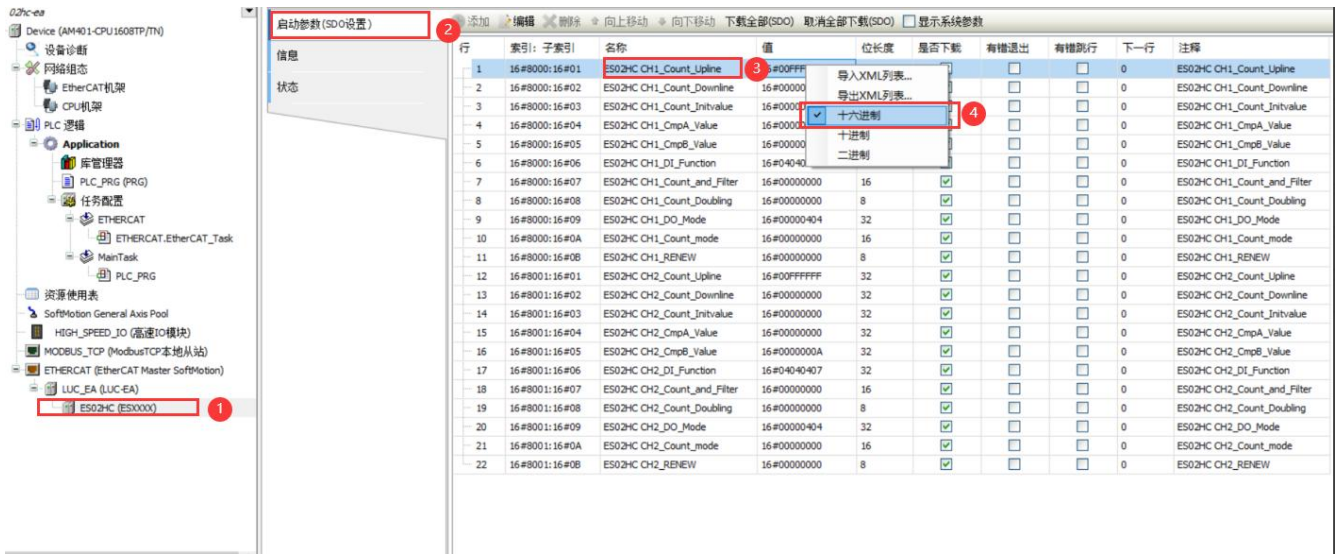 02hc-ea
Device (AM401-CPU1608TP/TN)
设备诊断
网络组态
EtherCAT机架
CPU机架
PLC 逻辑
Application
库管理器
PLC_PRG (PRG)
任务配置
ETHERCAT
ETHERCAT.EtherCAT_Task
MainTask
PLC_PRG
资源使用表
SoftMotion General Axis Pool
HIGH_SPEED_IO (高速IO模块)
MODBUS_TCP (ModbusTCP本地从站)
ETHERCAT (EtherCAT Master SoftMotion)
LUC_EA (LUC-EA)
ES02HC (ESXXXX) 1
启动参数(SDO设置) 2
信息
状态
添加 编辑 删除 向上移动 向下移动 下载全部(SDO) 取消全部下载(SDO) 显示系统参数
行 索引: 子索引 名称 值 位长度 是否下载 有错退出 有错跳行 下一行 注释
1 16#8000:16#01 ES02HC CH1_Count_Upline 3 16#00FFF 0 ES02HC CH1_Count_Upline
2 16#8000:16#02 ES02HC CH1_Count_Downline 16#00000 0 ES02HC CH1_Count_Downline
3 16#8000:16#03 ES02HC CH1_Count_Initvalue 16#0000 0 ES02HC CH1_Count_Initvalue
4 16#8000:16#04 ES02HC CH1_CmpA_Value 16#000 0 ES02HC CH1_CmpA_Value
5 16#8000:16#05 ES02HC CH1_CmpB_Value 16#00000 0 ES02HC CH1_CmpB_Value
6 16#8000:16#06 ES02HC CH1_DI_Function 16#04040 0 ES02HC CH1_DI_Function
导入XML列表...
导出XML列表...
十六进制 4
十进制
二进制
7 16#8000:16#07 ES02HC CH1_Count_and_Filter 16#00000000 16 0 ES02HC CH1_Count_and_Filter
8 16#8000:16#08 ES02HC CH1_Count_Doubling 16#00000000 8 0 ES02HC CH1_Count_Doubling
9 16#8000:16#09 ES02HC CH1_DO_Mode 16#00000404 32 0 ES02HC CH1_DO_Mode
10 16#8000:16#0A ES02HC CH1_Count_mode 16#00000000 16 0 ES02HC CH1_Count_mode
11 16#8000:16#0B ES02HC CH1_RENEW 16#00000000 8 0 ES02HC CH1_RENEW
12 16#8001:16#01 ES02HC CH2_Count_Upline 16#00FFFFFF 32 0 ES02HC CH2_Count_Upline
13 16#8001:16#02 ES02HC CH2_Count_Downline 16#00000000 32 0 ES02HC CH2_Count_Downline
14 16#8001:16#03 ES02HC CH2_Count_Initvalue 16#00000000 32 0 ES02HC CH2_Count_Initvalue
15 16#8001:16#04 ES02HC CH2_CmpA_Value 16#00000000 32 0 ES02HC CH2_CmpA_Value
16 16#8001:16#05 ES02HC CH2_CmpB_Value 16#0000000A 32 0 ES02HC CH2_CmpB_Value
17 16#8001:16#06 ES02HC CH2_DI_Function 16#04040407 32 0 ES02HC CH2_DI_Function
18 16#8001:16#07 ES02HC CH2_Count_and_Filter 16#00000000 16 0 ES02HC CH2_Count_and_Filter
19 16#8001:16#08 ES02HC CH2_Count_Doubling 16#00000000 8 0 ES02HC CH2_Count_Doubling
20 16#8001:16#09 ES02HC CH2_DO_Mode 16#00000404 32 0 ES02HC CH2_DO_Mode
21 16#8001:16#0A ES02HC CH2_Count_mode 16#00000000 16 0 ES02HC CH2_Count_mode
22 16#8001:16#0B ES02HC CH2_RENEW 16#00000000 8 0 ES02HC CH2_RENEW